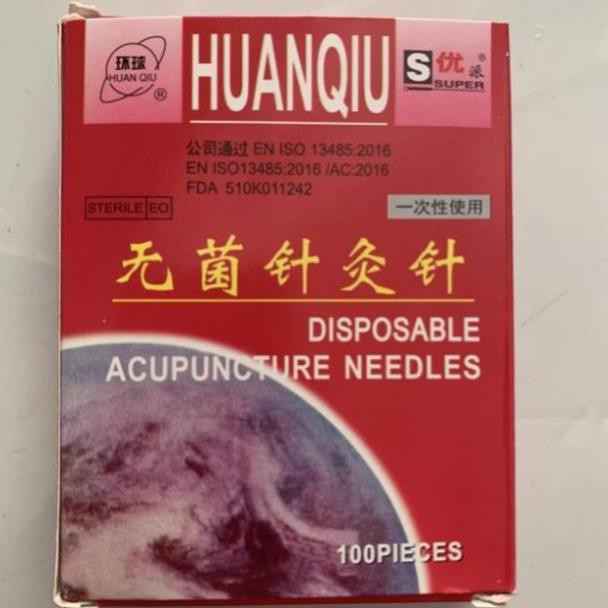 环球
HUAN QIU
®
HUANQIU
S优派®
SUPER
公司通过 EN ISO 13485:2016
EN ISO13485:2016 /AC:2016
FDA 510K011242
STERILE EO
一次性使用
无菌针灸针
DISPOSABLE
ACUPUNCTURE NEEDLES
100PIECES